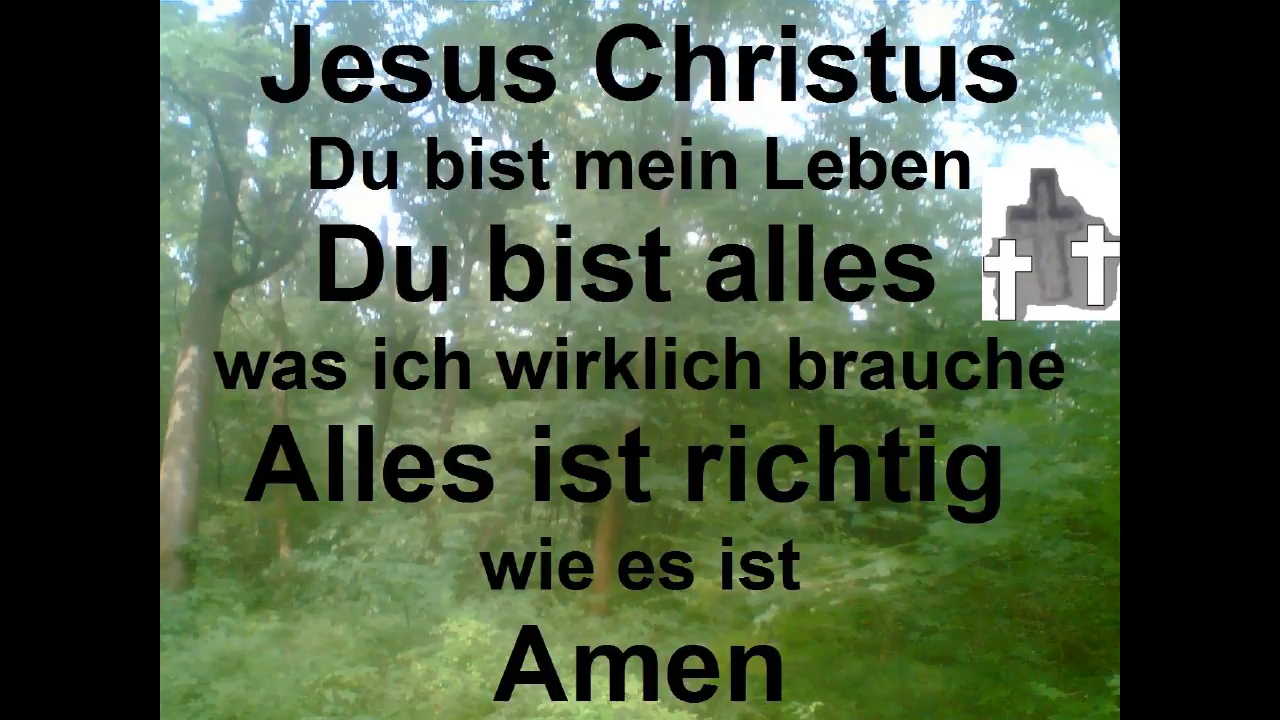 Jesus Christus
Du bist mein Leben
Du bist alles
was ich wirklich brauche
Alles ist richtig
wie es ist
Amen